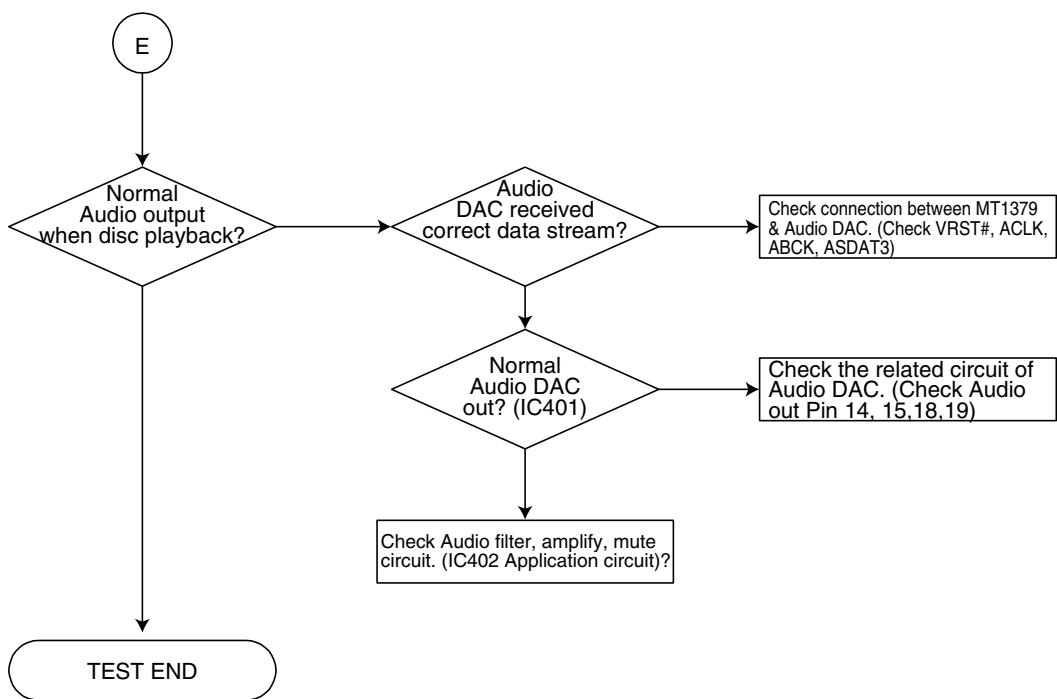 E
Normal
Audio output
when disc playback?
Audio
DAC received
correct data stream?
Check connection between MT1379
& Audio DAC. (Check VRST#, ACLK,
ABCK, ASDAT3)
Normal
Audio DAC
out? (IC401)
Check the related circuit of
Audio DAC. (Check Audio
out Pin 14, 15,18,19)
Check Audio filter, amplify, mute
circuit. (IC402 Application circuit)?
TEST END